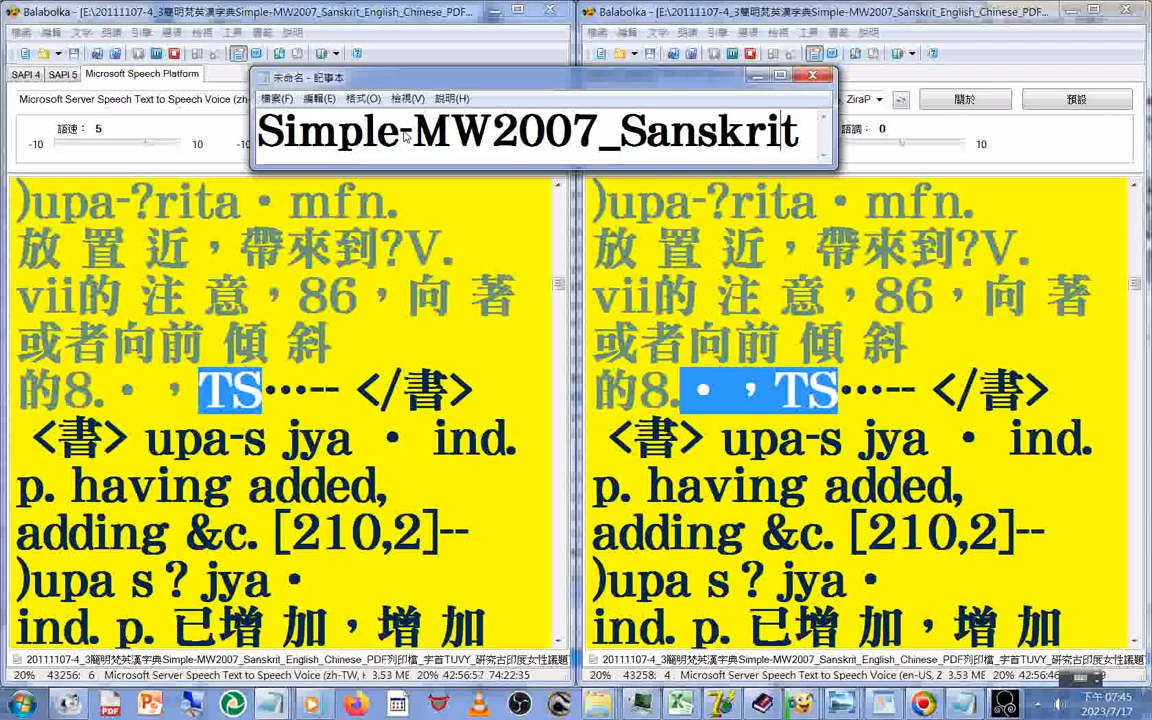 Balabolka - [E:\20111107-4_3簡明梵英漢字典Simple-MW2007_Sanskrit_English_Chinese_PDF...
Balabolka - [E:\20111107-4_3簡明梵英漢字典Simple-MW2007_Sanskrit_English_Chinese_PDF...
SAPI 4 SAPI 5 Microsoft Speech Platform
未命名 - 記事本
檔案(F) 編輯(E) 格式(O) 檢視(V) 說明(H)
Simple-MW2007_Sanskrit
Microsoft Server Speech Text to Speech Voice (zh-
, ZiraP
關於
預設
語速: 5
-10
10
語調: 0
10
)upa-?rita‧mfn.
放 置 近，帶來到?V.
vii的 注 意，86，向 著
或者向前 傾 斜
的8.‧，TS…-- </書>
<書> upa-s jya ‧ ind.
p. having added,
adding &c. [210,2]--
)upa s？jya‧
ind. p. 已增 加，增 加
)upa-?rita‧mfn.
放 置 近，帶來到?V.
vii的 注 意，86，向 著
或者向前 傾 斜
的8.‧，TS…-- </書>
<書> upa-s jya ‧ ind.
p. having added,
adding &c. [210,2]--
)upa s？jya‧
ind. p. 已增 加，增 加
20111107-4_3簡明梵英漢字典Simple-MW2007_Sanskrit_English_Chinese_PDF列印檔_字首TUVY_研究古印度女性議題
20111107-4_3簡明梵英漢字典Simple-MW2007_Sanskrit_English_Chinese_PDF列印檔_字首TUVY_研究古印度女性議題
20% 43256: 6 Microsoft Server Speech Text to Speech Voice (zh-TW, H 3.53 MB 42:56:57 74:22:35
20% 43258: 4 Microsoft Server Speech Text to Speech Voice (en-US, Z 3.53 MB 42:56:46
下午 07:45
2023/7/17